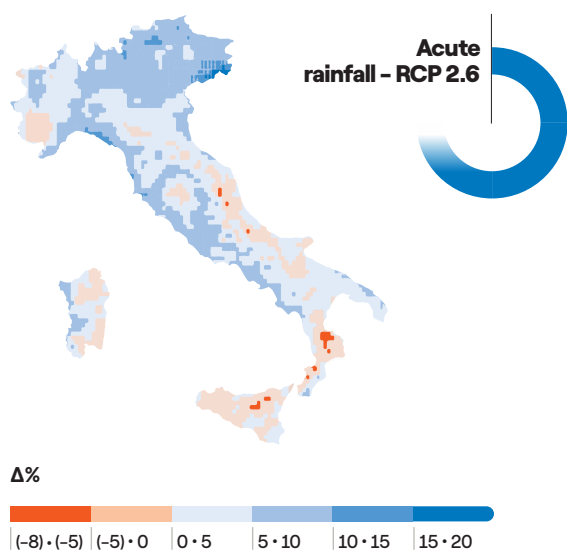 Acute
rainfall – RCP 2.6
Δ%
(-8) • (-5) (-5) • 0 0 • 5 5 • 10 10 • 15 15 • 20